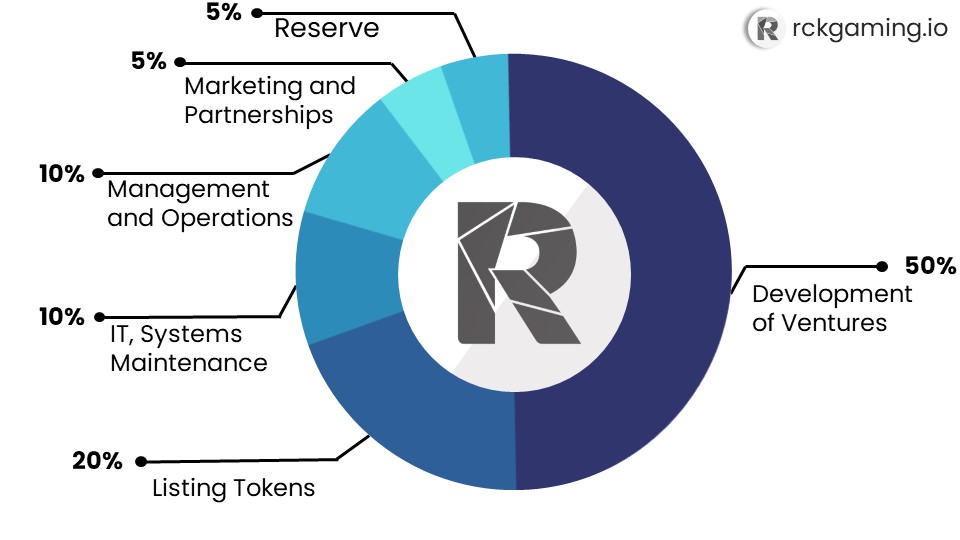 5%
Reserve
rckgaming.io
5%
Marketing and
Partnerships
10%
Management
and Operations
50%
Development
of Ventures
10%
IT, Systems
Maintenance
20%
Listing Tokens
R